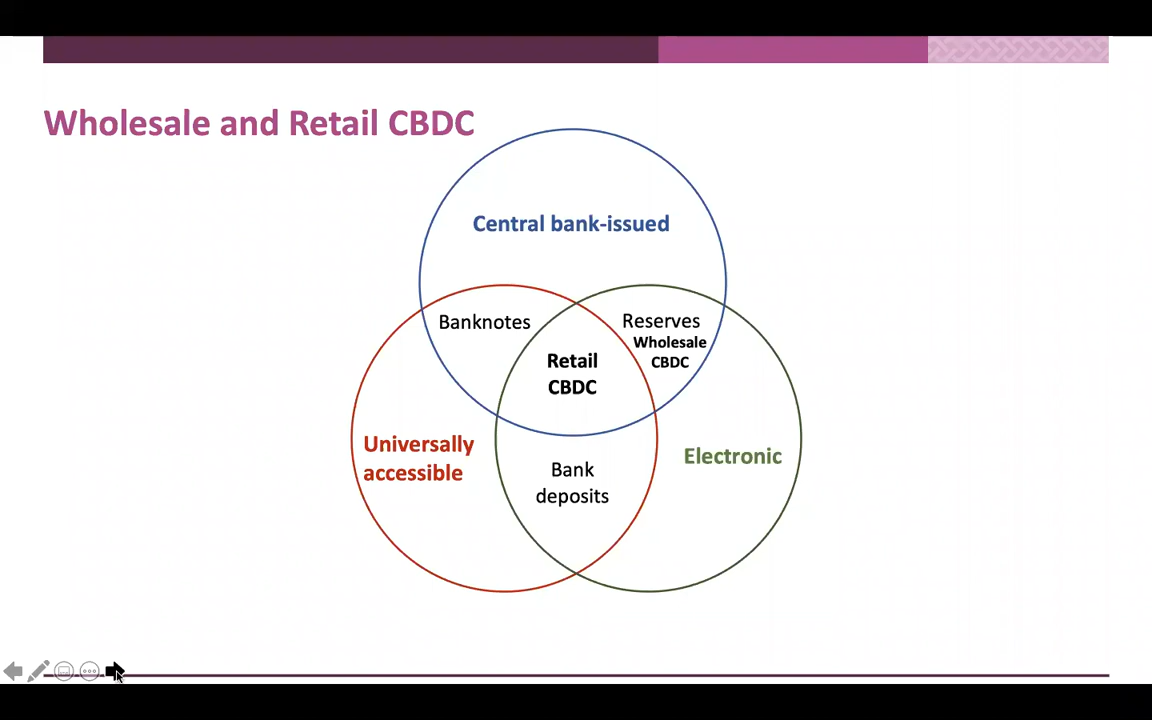 Wholesale and Retail CBDC
Central bank-issued
Banknotes
Reserves
Wholesale
CBDC
Retail
CBDC
Universally
accessible
Electronic
Bank
deposits